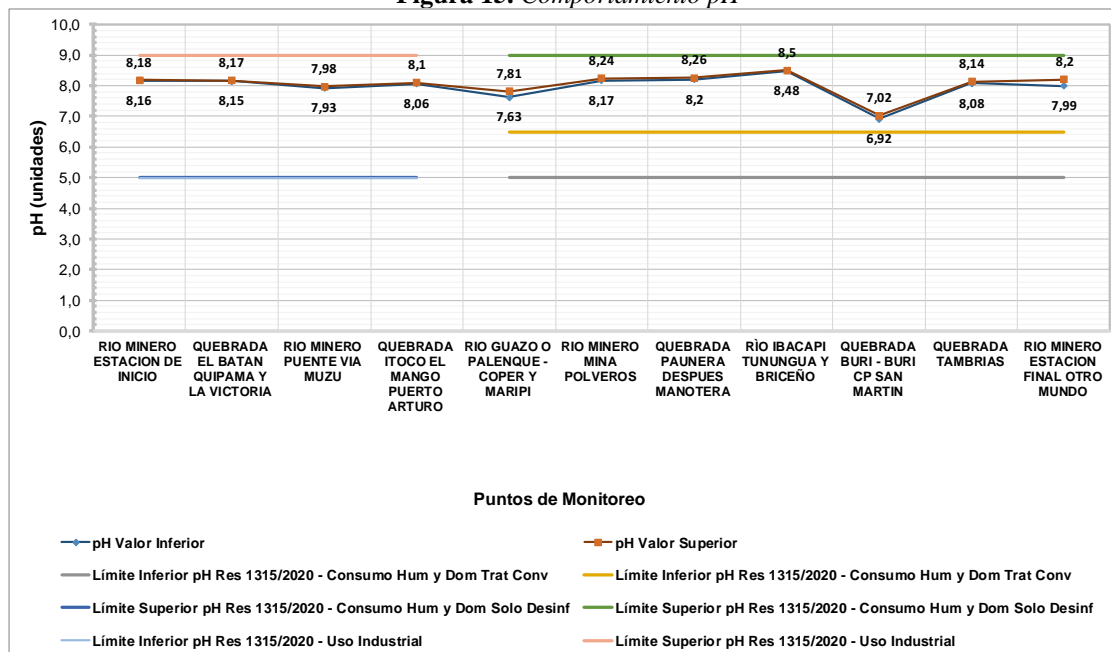 Figura 15. Comportamiento pH
10,0
9,0
8,0
7,0
6,0
5,0
4,0
3,0
2,0
1,0
0,0
pH (unidades)
8,18 8,17 7,98 8,1 7,81 8,24 8,26 8,5 7,02 8,14 8,2
8,16 8,15 7,93 8,06 7,63 8,17 8,2 8,48 6,92 8,08 7,99
RIO MINERO
ESTACION DE
INICIO
QUEBRADA
EL BATAN
QUIPAMA Y
LA VICTORIA
RIO MINERO
PUENTE VIA
MUZU
QUEBRADA
ITOCO EL
MANGO
PUERTO
ARTURO
RIO GUAZO O
PALENQUE -
COPER Y
MARIPI
RIO MINERO
MINA
POLVEROS
QUEBRADA
PAUNERA
DESPUES
MANOTERA
RÌO IBACAPI
TUNUNGUA Y
BRICEÑO
QUEBRADA
BURI - BURI
CP SAN
MARTIN
QUEBRADA
TAMBRIAS
RIO MINERO
ESTACION
FINAL OTRO
MUNDO
Puntos de Monitoreo
pH Valor Inferior
pH Valor Superior
Límite Inferior pH Res 1315/2020 - Consumo Hum y Dom Trat Conv
Límite Inferior pH Res 1315/2020 - Consumo Hum y Dom Trat Conv
Límite Superior pH Res 1315/2020 - Consumo Hum y Dom Solo Desinf
Límite Superior pH Res 1315/2020 - Consumo Hum y Dom Solo Desinf
Límite Inferior pH Res 1315/2020 - Uso Industrial
Límite Superior pH Res 1315/2020 - Uso Industrial